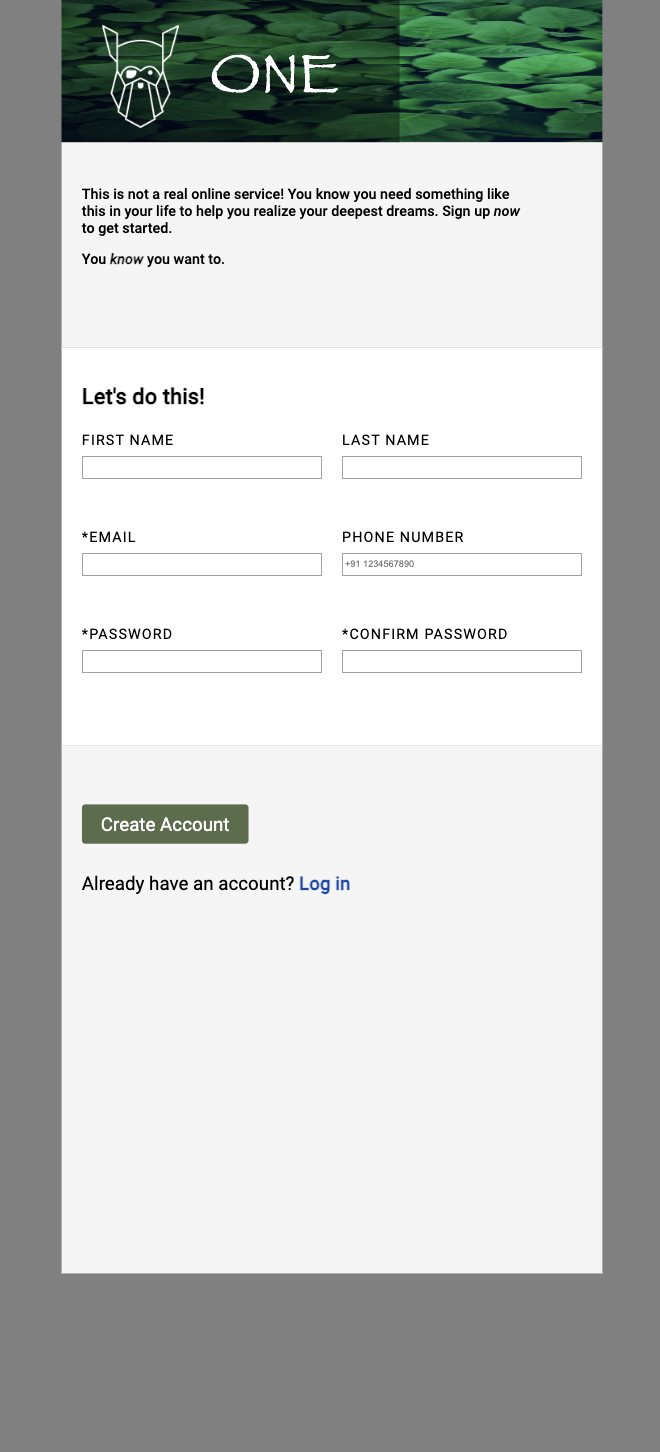 ONE
This is not a real online service! You know you need something like
this in your life to help you realize your deepest dreams. Sign up now
to get started.
You know you want to.
Let's do this!
FIRST NAME
LAST NAME
*EMAIL
PHONE NUMBER
+91 1234567890
*PASSWORD
*CONFIRM PASSWORD
Create Account
Already have an account? Log in